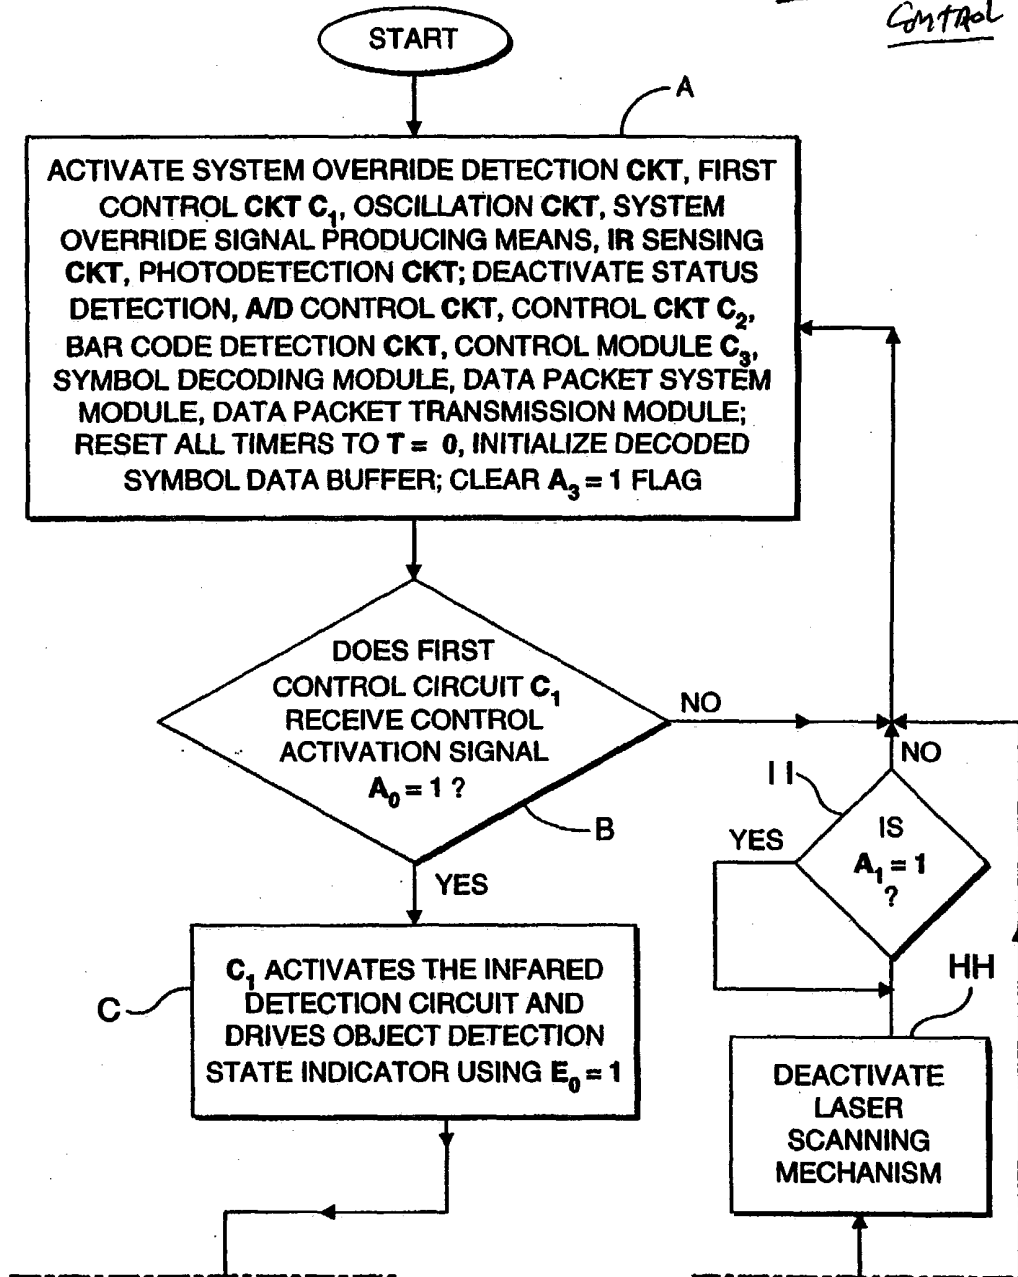 CONTROL
START
A
ACTIVATE SYSTEM OVERRIDE DETECTION CKT, FIRST
CONTROL CKT C₁, OSCILLATION CKT, SYSTEM
OVERRIDE SIGNAL PRODUCING MEANS, IR SENSING
CKT, PHOTODETECTION CKT; DEACTIVATE STATUS
DETECTION, A/D CONTROL CKT, CONTROL CKT C₂,
BAR CODE DETECTION CKT, CONTROL MODULE C₃,
SYMBOL DECODING MODULE, DATA PACKET SYSTEM
MODULE, DATA PACKET TRANSMISSION MODULE;
RESET ALL TIMERS TO T = 0, INITIALIZE DECODED
SYMBOL DATA BUFFER; CLEAR A₃ = 1 FLAG
DOES FIRST
CONTROL CIRCUIT C₁
RECEIVE CONTROL
ACTIVATION SIGNAL
A₀ = 1 ?
NO
B
YES
NO
II
YES
IS
A₁ = 1
?
C
C₁ ACTIVATES THE INFARED
DETECTION CIRCUIT AND
DRIVES OBJECT DETECTION
STATE INDICATOR USING E₀ = 1
HH
DEACTIVATE
LASER
SCANNING
MECHANISM